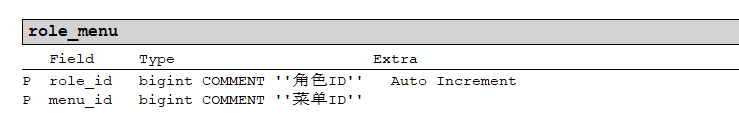 role_menu
Field Type Extra
P role_id bigint COMMENT ''角色ID'' Auto Increment
P menu_id bigint COMMENT ''菜单ID''